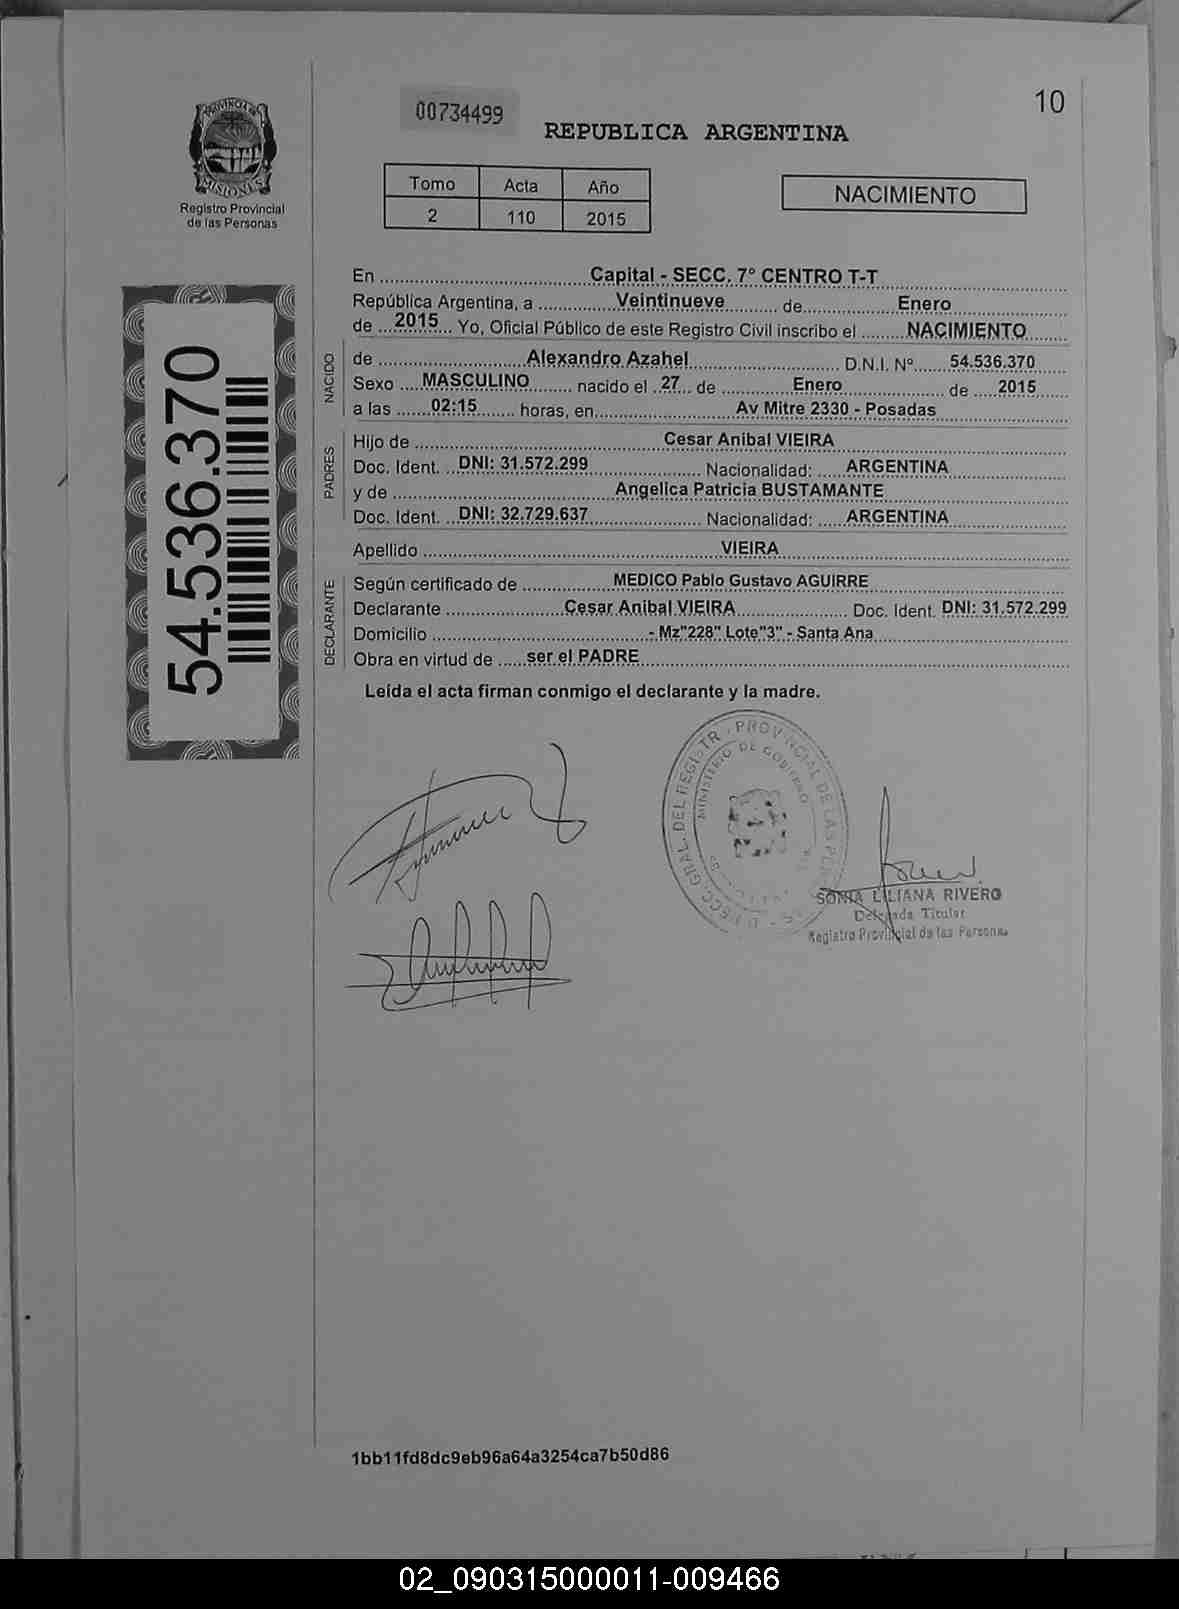 10
00734499
REPUBLICA ARGENTINA
PROVINCIA DE
MISIONES
Registro Provincial
de las Personas
Tomo Acta Año
2 110 2015
NACIMIENTO
54.536.370
En Capital - SECC. 7° CENTRO T-T
República Argentina, a Veintinueve de Enero
de 2015 Yo, Oficial Público de este Registro Civil inscribo el NACIMIENTO
NACIDO
de Alexandro Azahel D.N.I. Nº 54.536.370
Sexo MASCULINO nacido el 27 de Enero de 2015
a las 02:15 horas, en Av Mitre 2330 - Posadas
PADRES
Hijo de Cesar Anibal VIEIRA
Doc. Ident. DNI: 31.572.299 Nacionalidad: ARGENTINA
y de Angelica Patricia BUSTAMANTE
Doc. Ident. DNI: 32.729.637 Nacionalidad: ARGENTINA
Apellido VIEIRA
DECLARANTE
Según certificado de MEDICO Pablo Gustavo AGUIRRE
Declarante Cesar Anibal VIEIRA Doc. Ident. DNI: 31.572.299
Domicilio - Mz"228" Lote"3" - Santa Ana
Obra en virtud de ser el PADRE
Leída el acta firman conmigo el declarante y la madre.
MINISTERIO DE GOBIERNO
SONIA LILIANA RIVERO
Delegada Titular
Registro Provincial de las Personas
1bb11fd8dc9eb96a64a3254ca7b50d86
02_090315000011-009466